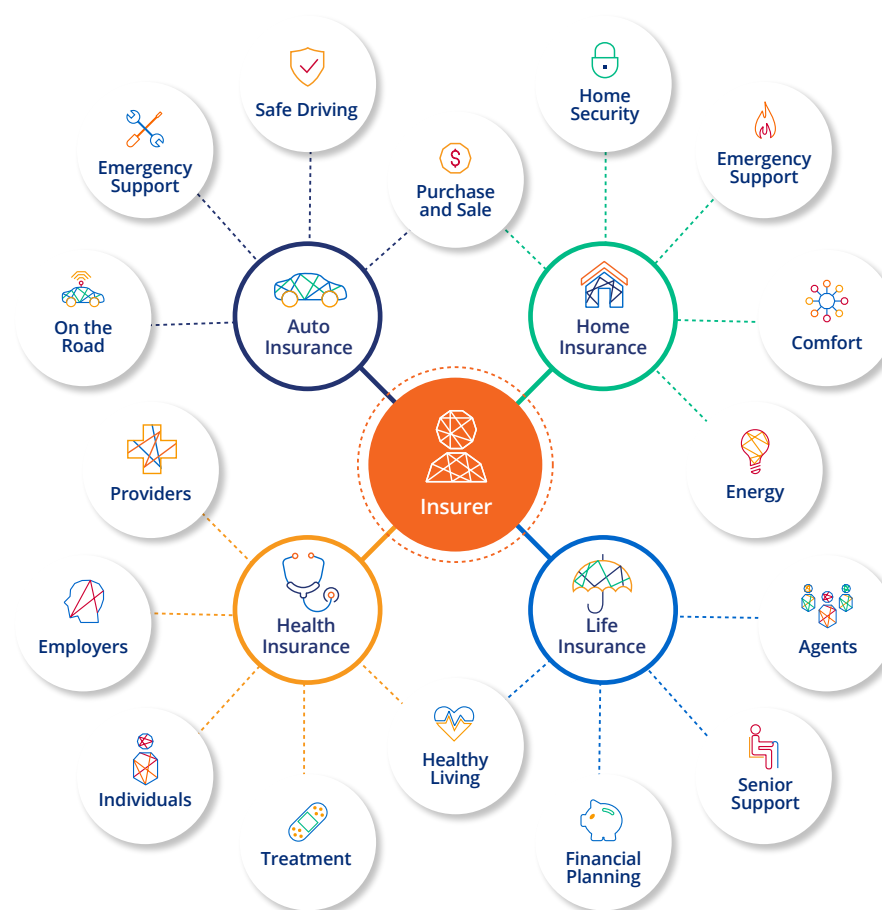 Safe Driving
Home
Security
Emergency
Support
Purchase
and Sale
Emergency
Support
On the
Road
Auto
Insurance
Home
Insurance
Comfort
Providers
Insurer
Energy
Employers
Health
Insurance
Life
Insurance
Agents
Individuals
Healthy
Living
Senior
Support
Treatment
Financial
Planning